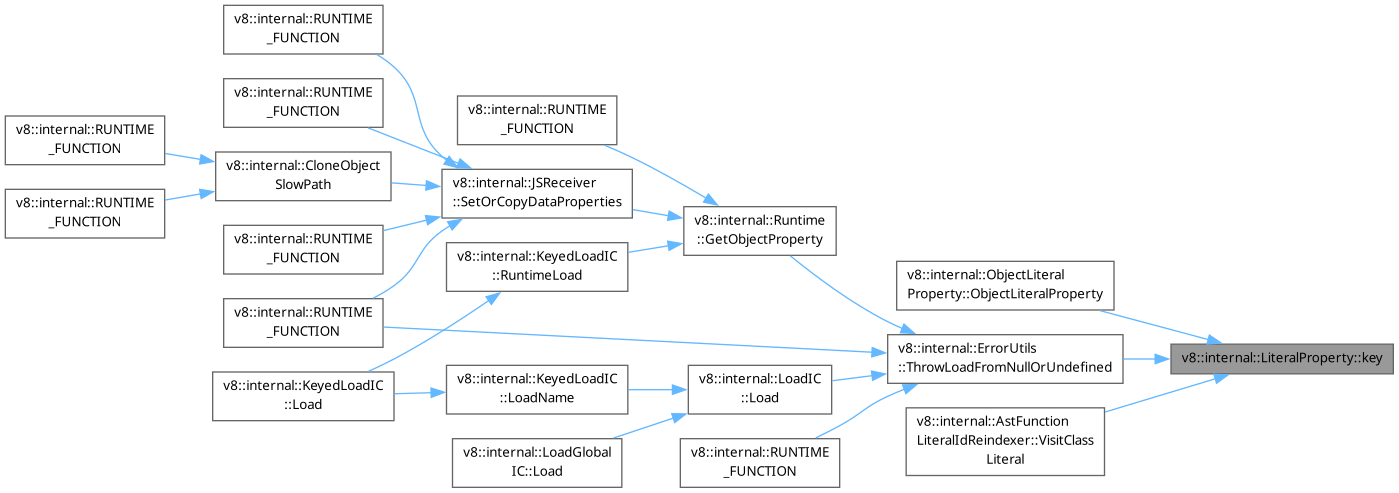 v8::internal::RUNTIME
_FUNCTION
v8::internal::RUNTIME
_FUNCTION
v8::internal::RUNTIME
_FUNCTION
v8::internal::RUNTIME
_FUNCTION
v8::internal::CloneObject
SlowPath
v8::internal::JSReceiver
::SetOrCopyDataProperties
v8::internal::RUNTIME
_FUNCTION
v8::internal::Runtime
::GetObjectProperty
v8::internal::RUNTIME
_FUNCTION
v8::internal::KeyedLoadIC
::RuntimeLoad
v8::internal::ObjectLiteral
Property::ObjectLiteralProperty
v8::internal::RUNTIME
_FUNCTION
v8::internal::ErrorUtils
::ThrowLoadFromNullOrUndefined
v8::internal::LiteralProperty::key
v8::internal::KeyedLoadIC
::Load
v8::internal::KeyedLoadIC
::LoadName
v8::internal::LoadIC
::Load
v8::internal::AstFunction
LiteralIdReindexer::VisitClass
Literal
v8::internal::LoadGlobal
IC::Load
v8::internal::RUNTIME
_FUNCTION